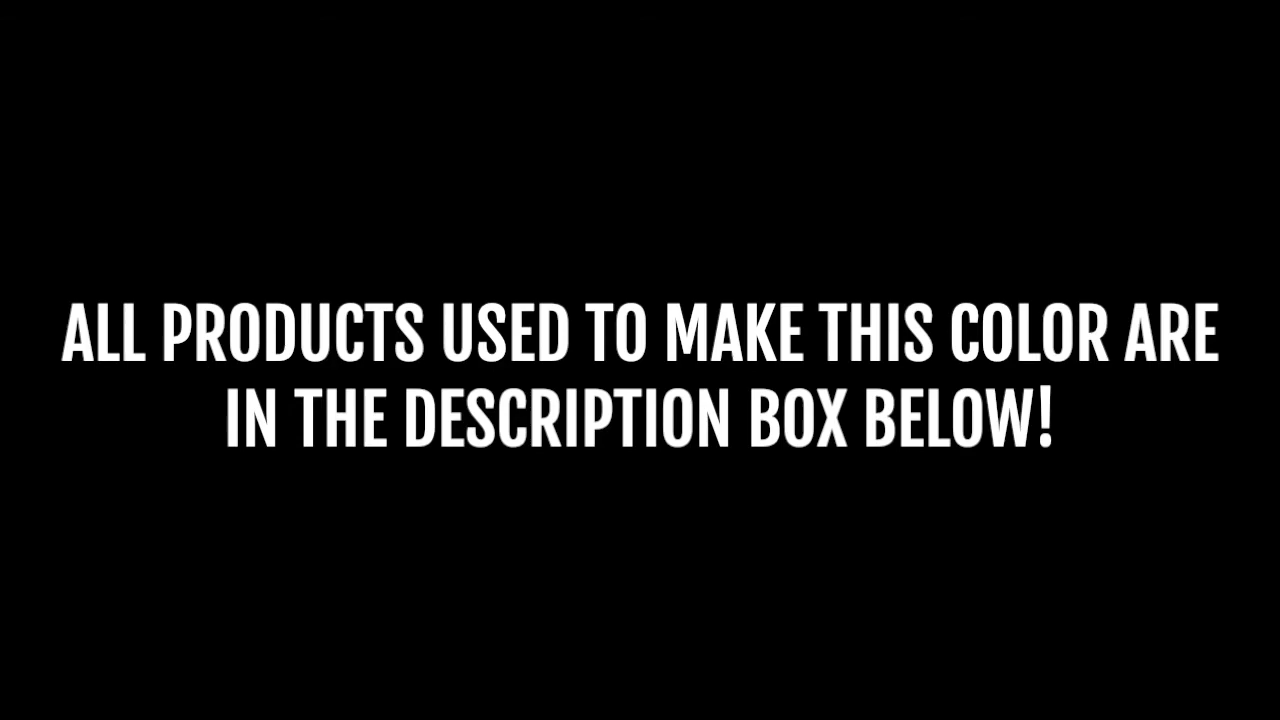 ALL PRODUCTS USED TO MAKE THIS COLOR ARE
IN THE DESCRIPTION BOX BELOW!